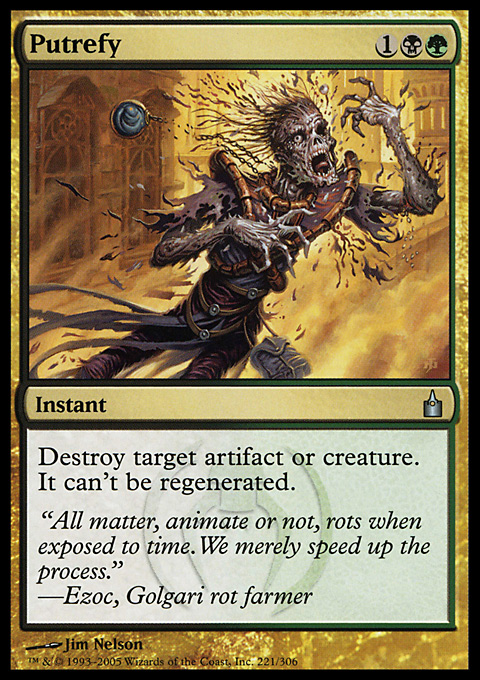 Putrefy 1
Instant
Destroy target artifact or creature.
It can't be regenerated.
"All matter, animate or not, rots when
exposed to time. We merely speed up the
process."
—Ezoc, Golgari rot farmer
Jim Nelson
™ & © 1993–2005 Wizards of the Coast, Inc. 221/306